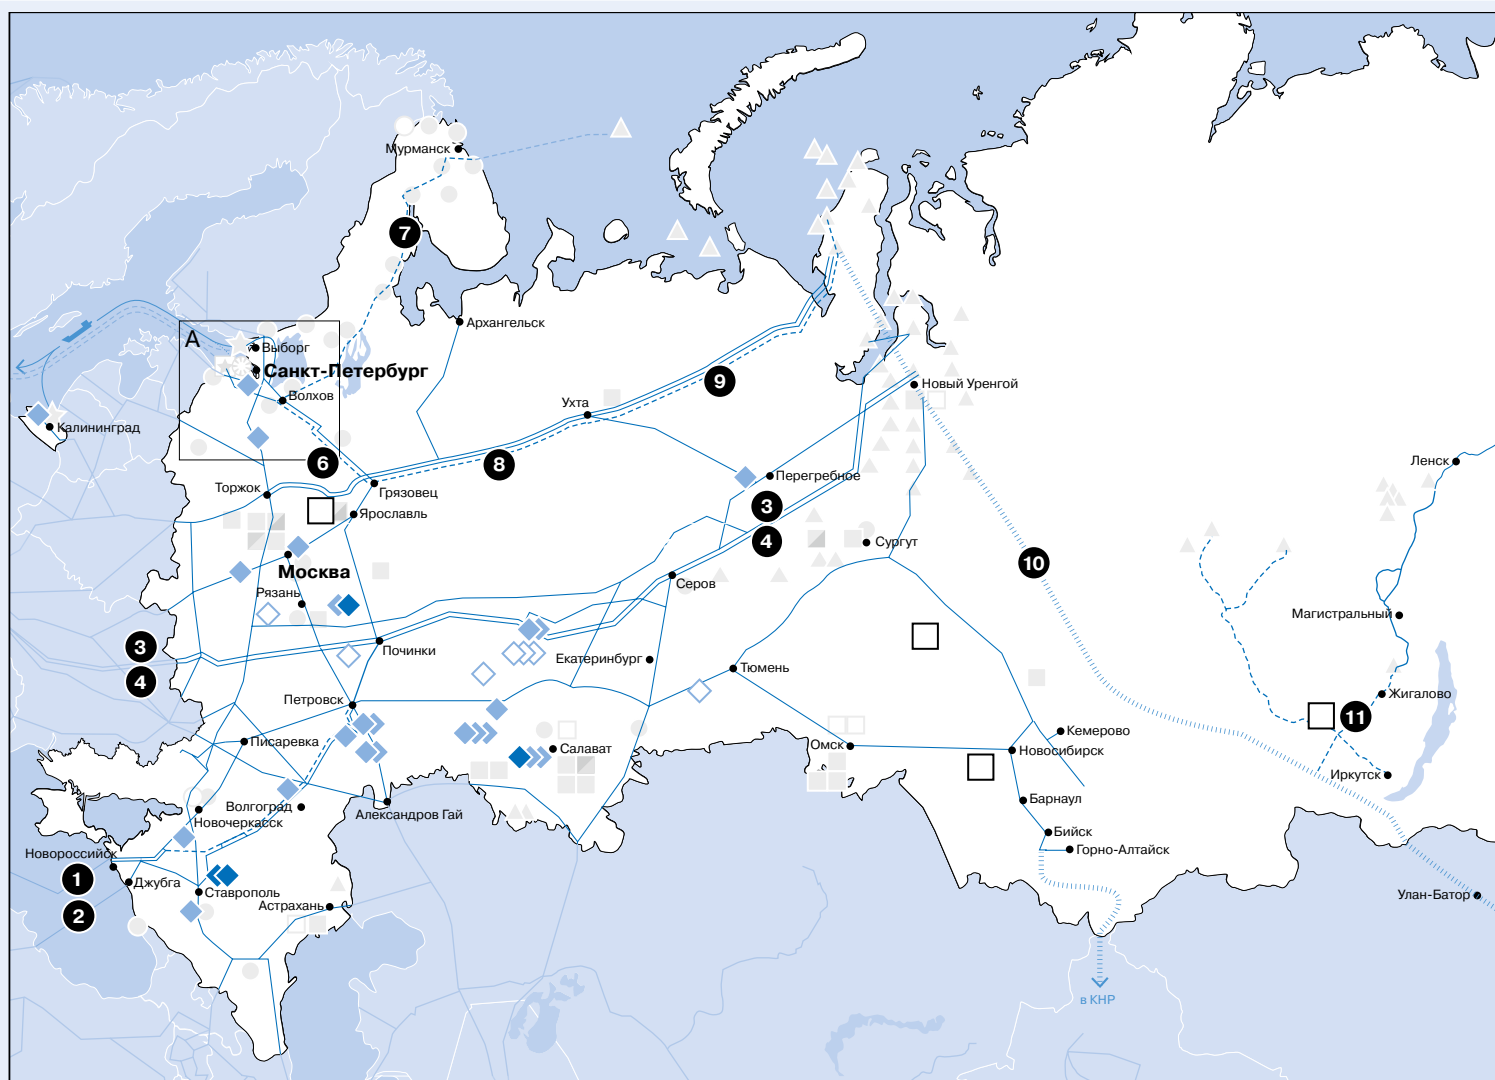 Мурманск
7
Архангельск
А
Выборг
Санкт-Петербург
Волхов
Калининград
9
Новый Уренгой
Ухта
6
8
Торжок
Грязовец
Ярославль
Перегребное
3
4
Сургут
Ленск
Москва
10
Рязань
Серов
Магистральный
3
4
Починки
Екатеринбург
Тюмень
Петровск
Жигалово
11
Писаревка
Салават
Омск
Кемерово
Новосибирск
Иркутск
Волгоград
Новочеркасск
Александров Гай
Барнаул
Бийск
Горно-Алтайск
Новороссийск
1
Джубга
2
Ставрополь
Астрахань
Улан-Батор
в КНР